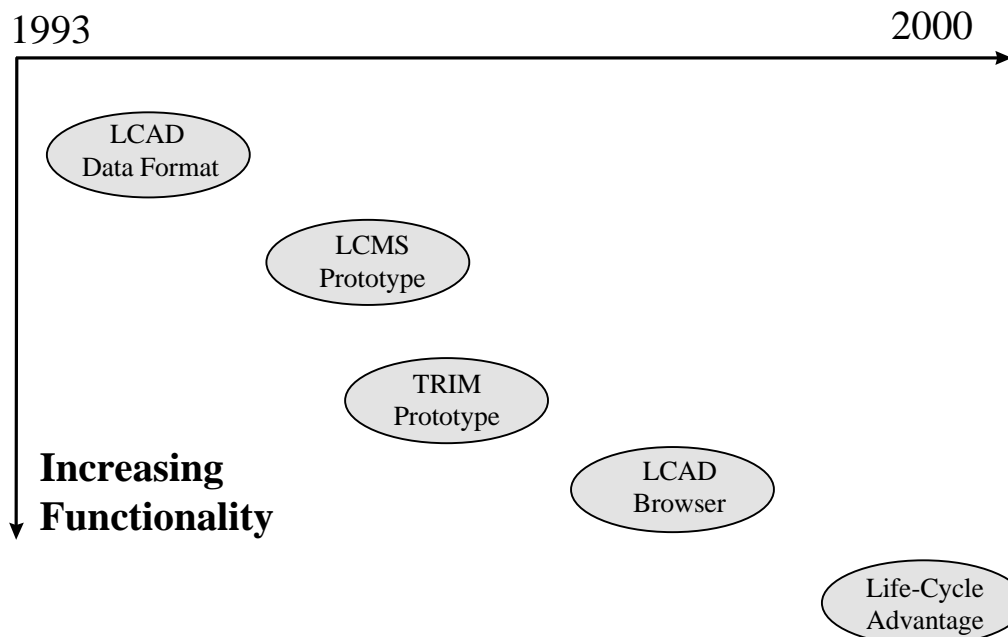 1993
2000
LCAD
Data Format
LCMS
Prototype
TRIM
Prototype
Increasing
Functionality
LCAD
Browser
Life-Cycle
Advantage